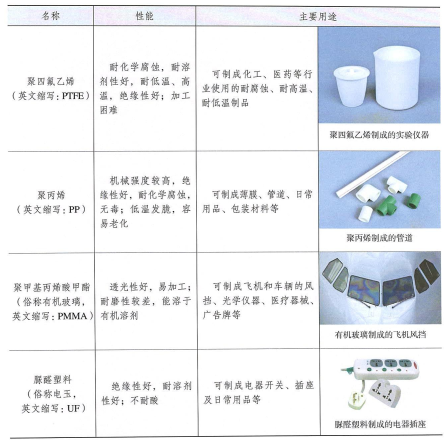 名称 性能 主要用途
聚四氟乙烯
（英文缩写：PTFE）
耐化学腐蚀，耐溶
剂性好，耐低温、高
温，绝缘性好；加工
困难
可制成化工、医药等行
业使用的耐腐蚀、耐高温、
耐低温制品
聚四氟乙烯制成的实验仪器
聚丙烯
（英文缩写：PP）
机械强度较高，绝
缘性好，耐化学腐蚀，
无毒；低温发脆，容
易老化
可制成薄膜、管道、日常
用品、包装材料等
聚丙烯制成的管道
聚甲基丙烯酸甲酯
（俗称有机玻璃，
英文缩写：PMMA）
透光性好，易加工；
耐磨性较差，能溶于
有机溶剂
可制成飞机和车辆的风
挡、光学仪器、医疗器械、
广告牌等
有机玻璃制成的飞机风挡
脲醛塑料
（俗称电玉，
英文缩写：UF）
绝缘性好，耐溶剂
性好；不耐酸
可制成电器开关、插座
及日常用品等
脲醛塑料制成的电器插座